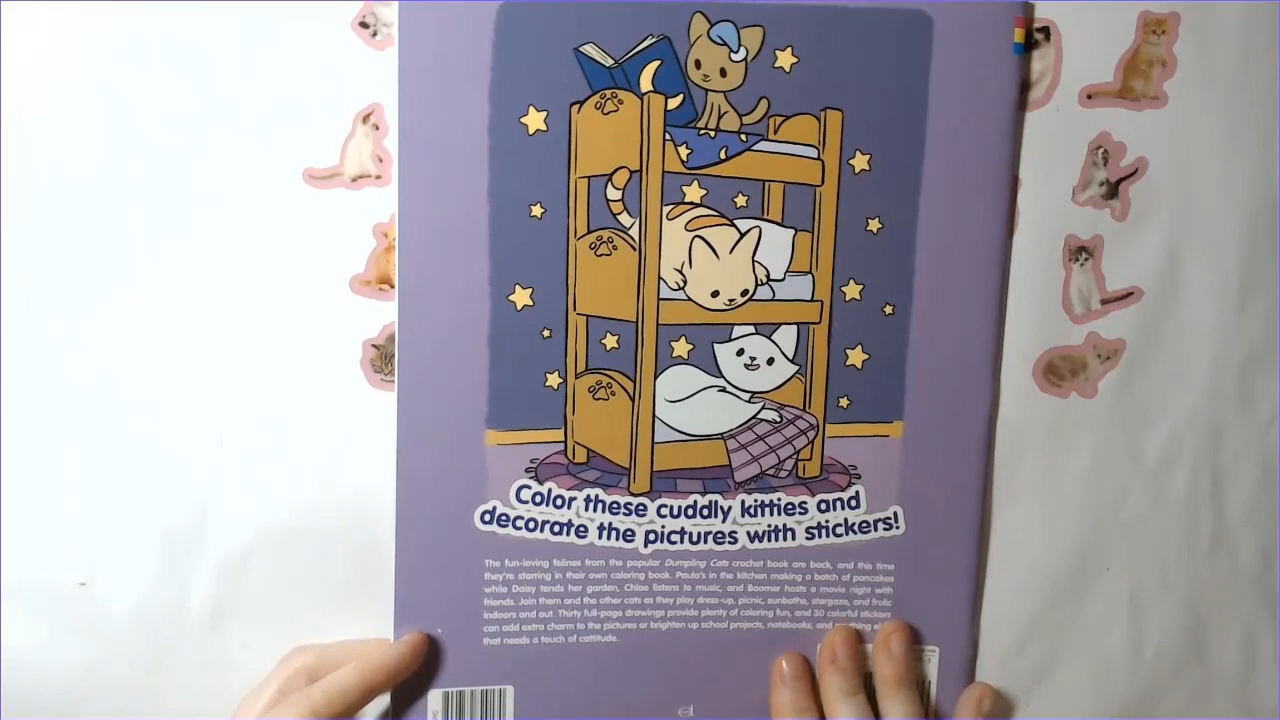 Color these cuddly kitties and
decorate the pictures with stickers!
The fun-loving felines from the popular Dumpling Cats crochet book are back, and this time
they're starring in their own coloring book. Paula's in the kitchen making a batch of pancakes
while Daisy tends her garden, Chloe listens to music, and Boomer hosts a movie night with
friends. Join them and the other cats as they play dress-up, picnic, sunbathe, stargaze, and frolic
indoors and out. Thirty full-page drawings provide plenty of coloring fun, and 30 colorful stickers
can add extra charm to the pictures or brighten up school projects, notebooks, and
that needs a touch of cattitude.